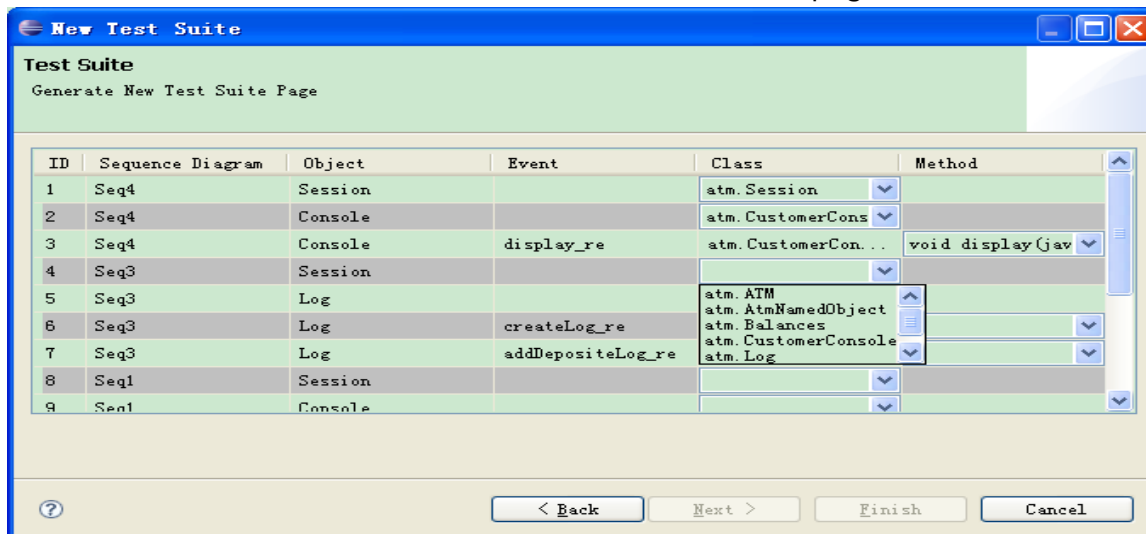 New Test Suite
Test Suite
Generate New Test Suite Page
ID Sequence Diagram Object Event Class Method
1 Seq4 Session atm.Session
2 Seq4 Console atm.CustomerCons
3 Seq4 Console display_re atm.CustomerCon... void display(jav
4 Seq3 Session
5 Seq3 Log atm.ATM
atm.AtmNamedObject
6 Seq3 Log createLog_re atm.Balances
atm.CustomerConsole
7 Seq3 Log addDepositeLog_re atm.Log
8 Seq1 Session
9 Seq1 Console
< Back Next > Finish Cancel